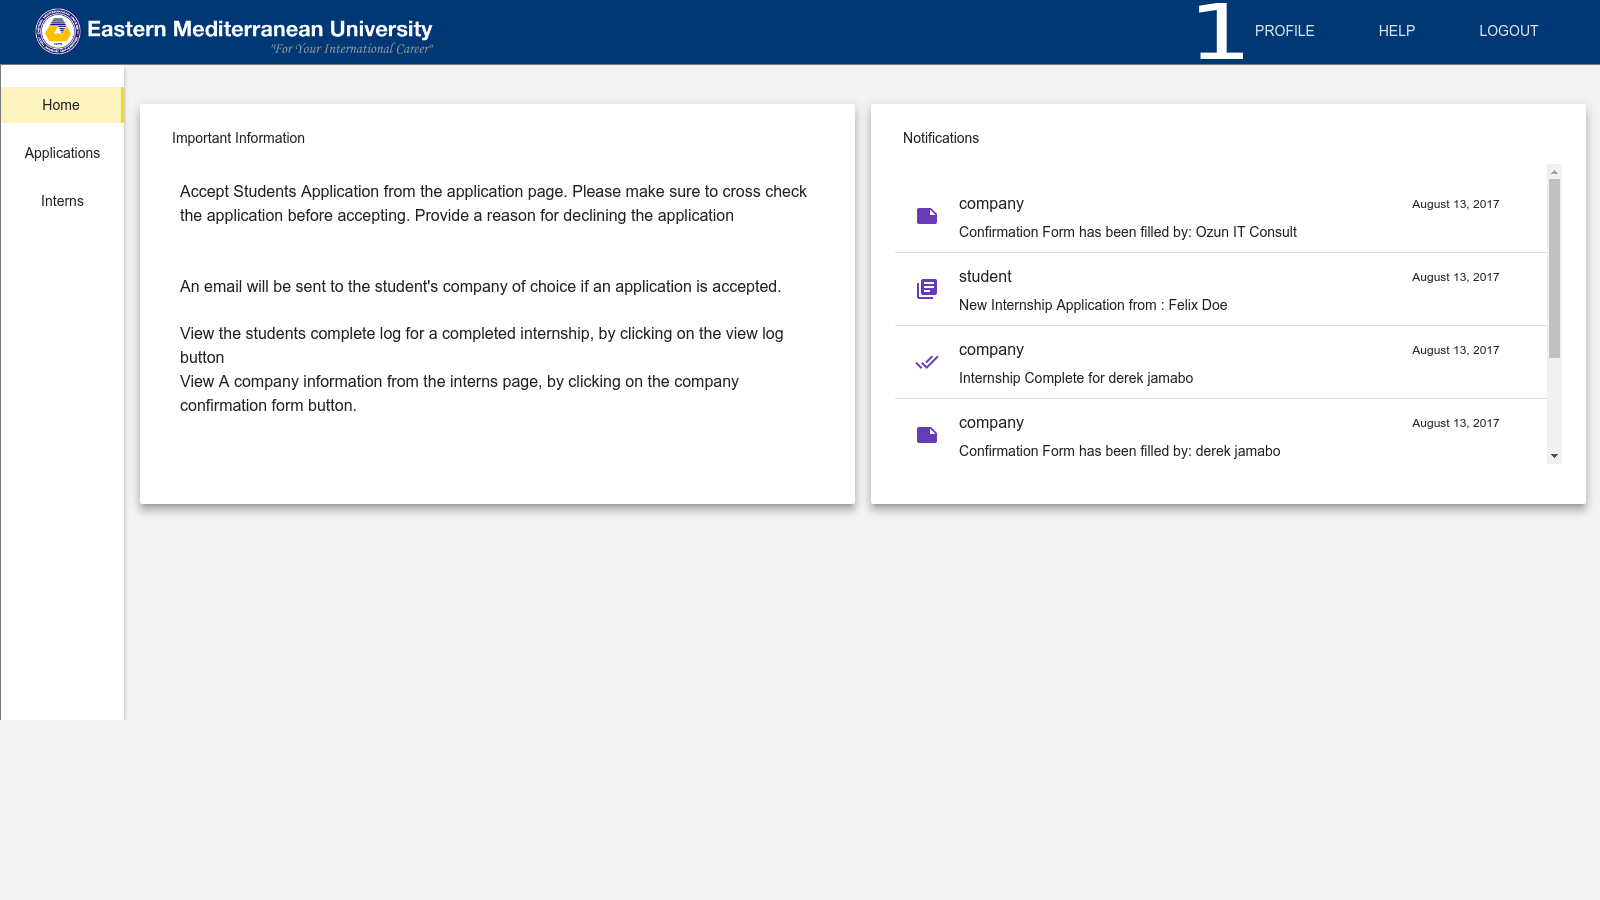 Eastern Mediterranean University
"For Your International Career"
1
PROFILE
HELP
LOGOUT
Home
Applications
Interns
Important Information
Accept Students Application from the application page. Please make sure to cross check
the application before accepting. Provide a reason for declining the application
An email will be sent to the student's company of choice if an application is accepted.
View the students complete log for a completed internship, by clicking on the view log
button
View A company information from the interns page, by clicking on the company
confirmation form button.
Notifications
company
August 13, 2017
Confirmation Form has been filled by: Ozun IT Consult
student
August 13, 2017
New Internship Application from : Felix Doe
company
August 13, 2017
Internship Complete for derek jamabo
company
August 13, 2017
Confirmation Form has been filled by: derek jamabo